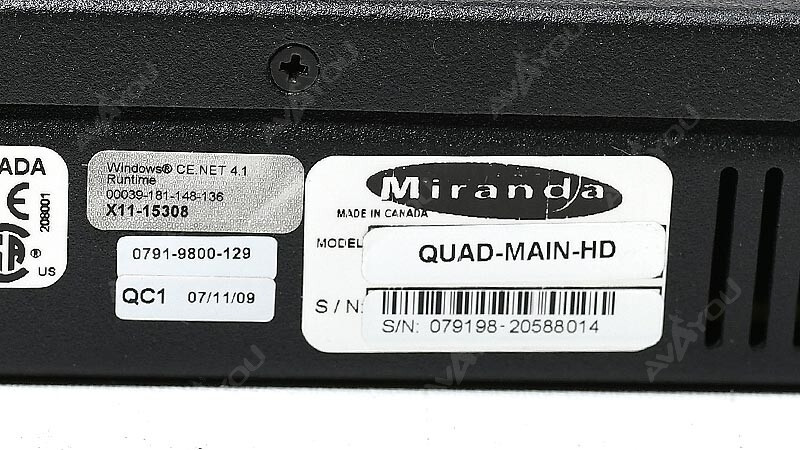 ADA
208001
®
US
Windows® CE.NET 4.1
Runtime
00039-181-148-136
X11-15308
0791-9800-129
QC1 07/11/09
Miranda
MADE IN CANADA
MODEL
QUAD-MAIN-HD
S / N:
S/N: 079198-20588014
AVAYOU